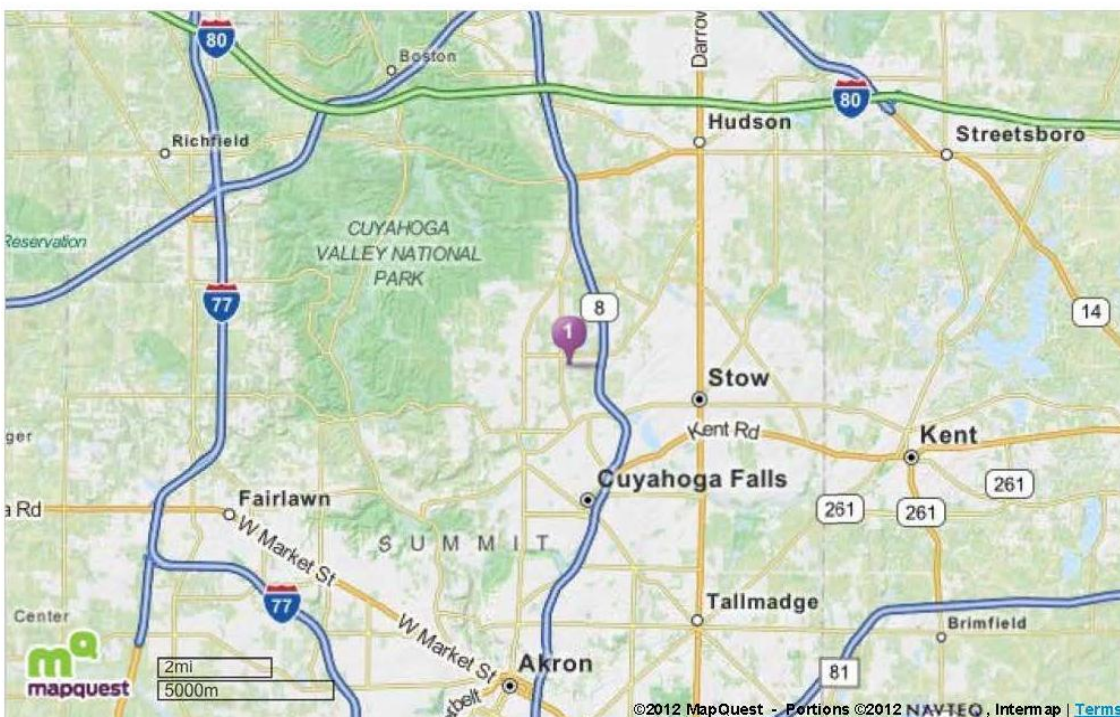 80
Boston
Darrow
80
Hudson
Streetsboro
Richfield
CUYAHOGA
VALLEY NATIONAL
PARK
Reservation
77
8
14
1
Stow
Kent Rd
Kent
Cuyahoga Falls
261
261
261
Fairlawn
a Rd
W Market St
SUMMIT
77
Tallmadge
Center
Brimfield
W Market St
81
Akron
mapquest
2mi
5000m
©2012 MapQuest - Portions ©2012 NAVTEQ, Intermap | Terms